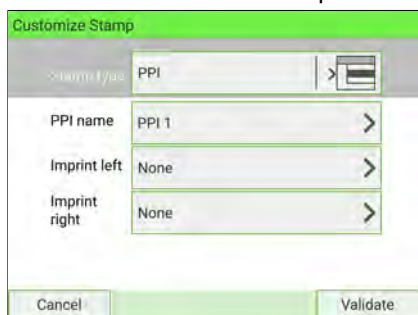 Customize Stamp
Stamp type PPI >
PPI name PPI 1 >
Imprint left None >
Imprint
right None >
Cancel Validate